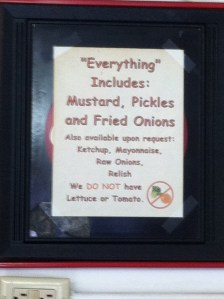 "Everything"
Includes:
Mustard, Pickles
and Fried Onions
Also available upon request:
Ketchup, Mayonnaise,
Raw Onions,
Relish
We DO NOT have
Lettuce or Tomato.